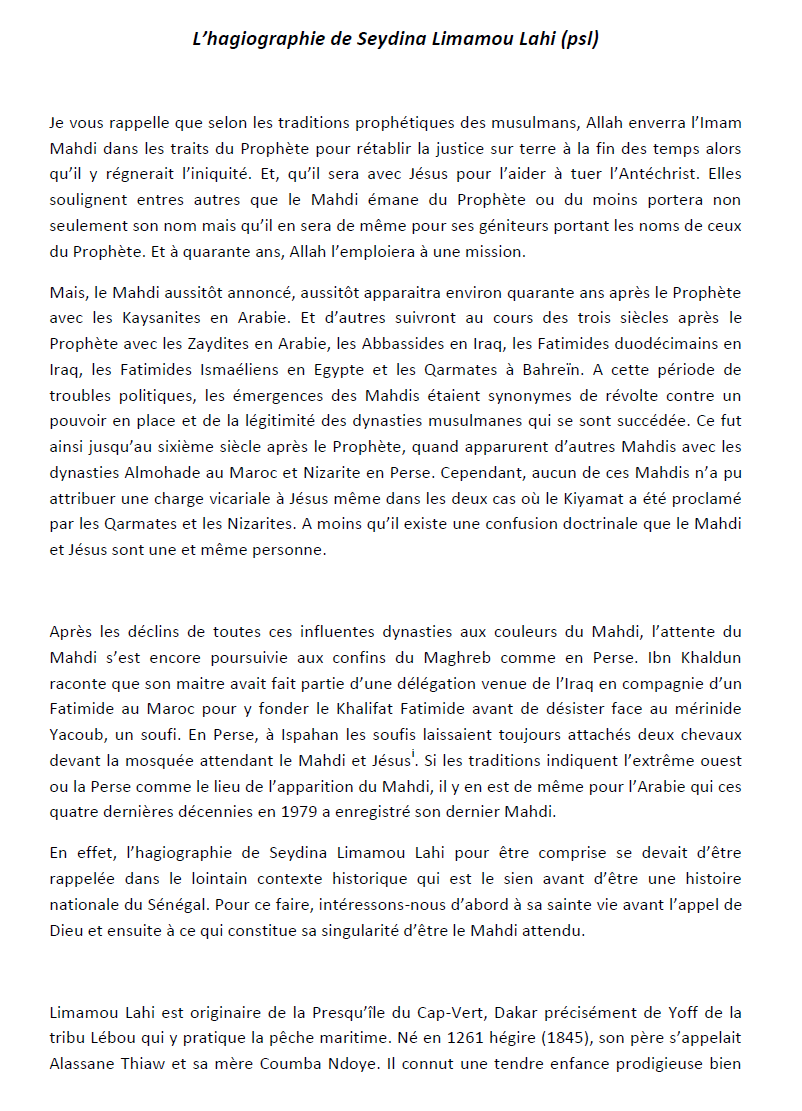 L’hagiographie de Seydina Limamou Lahi (psl)
Je vous rappelle que selon les traditions prophétiques des musulmans, Allah enverra l’Imam
Mahdi dans les traits du Prophète pour rétablir la justice sur terre à la fin des temps alors
qu’il y régnerait l’iniquité. Et, qu’il sera avec Jésus pour l’aider à tuer l’Antéchrist. Elles
soulignent entres autres que le Mahdi émane du Prophète ou du moins portera non
seulement son nom mais qu’il en sera de même pour ses géniteurs portant les noms de ceux
du Prophète. Et à quarante ans, Allah l’emploiera à une mission.
Mais, le Mahdi aussitôt annoncé, aussitôt apparaitra environ quarante ans après le Prophète
avec les Kaysanites en Arabie. Et d’autres suivront au cours des trois siècles après le
Prophète avec les Zaydites en Arabie, les Abbassides en Iraq, les Fatimides duodécimains en
Iraq, les Fatimides Ismaéliens en Egypte et les Qarmates à Bahreïn. A cette période de
troubles politiques, les émergences des Mahdis étaient synonymes de révolte contre un
pouvoir en place et de la légitimité des dynasties musulmanes qui se sont succédée. Ce fut
ainsi jusqu’au sixième siècle après le Prophète, quand apparurent d’autres Mahdis avec les
dynasties Almohade au Maroc et Nizarite en Perse. Cependant, aucun de ces Mahdis n’a pu
attribuer une charge vicariale à Jésus même dans les deux cas où le Kiyamat a été proclamé
par les Qarmates et les Nizarites. A moins qu’il existe une confusion doctrinale que le Mahdi
et Jésus sont une et même personne.
Après les déclins de toutes ces influentes dynasties aux couleurs du Mahdi, l’attente du
Mahdi s’est encore poursuivie aux confins du Maghreb comme en Perse. Ibn Khaldun
raconte que son maitre avait fait partie d’une délégation venue de l’Iraq en compagnie d’un
Fatimide au Maroc pour y fonder le Khalifat Fatimide avant de désister face au mérinide
Yacoub, un soufi. En Perse, à Ispahan les soufis laissaient toujours attachés deux chevaux
devant la mosquée attendant le Mahdi et Jésusⁱ. Si les traditions indiquent l’extrême ouest
ou la Perse comme le lieu de l’apparition du Mahdi, il y en est de même pour l’Arabie qui ces
quatre dernières décennies en 1979 a enregistré son dernier Mahdi.
En effet, l’hagiographie de Seydina Limamou Lahi pour être comprise se devait d’être
rappelée dans le lointain contexte historique qui est le sien avant d’être une histoire
nationale du Sénégal. Pour ce faire, intéressons-nous d’abord à sa sainte vie avant l’appel de
Dieu et ensuite à ce qui constitue sa singularité d’être le Mahdi attendu.
Limamou Lahi est originaire de la Presqu’île du Cap-Vert, Dakar précisément de Yoff de la
tribu Lébou qui y pratique la pêche maritime. Né en 1261 hégire (1845), son père s’appelait
Alassane Thiaw et sa mère Coumba Ndoye. Il connut une tendre enfance prodigieuse bien